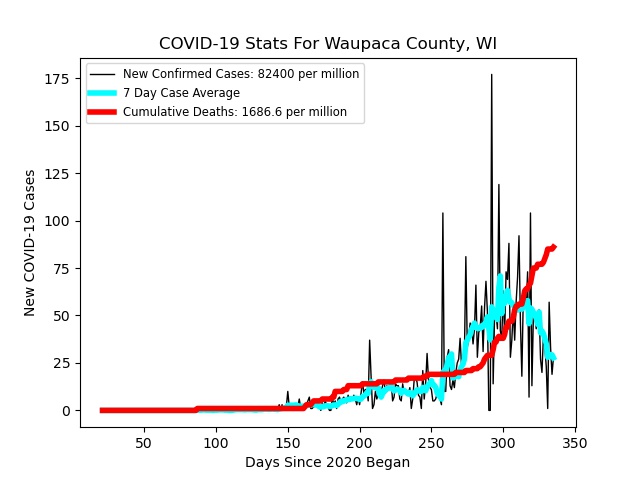 COVID-19 Stats For Waupaca County, WI
New Confirmed Cases: 82400 per million
7 Day Case Average
Cumulative Deaths: 1686.6 per million
New COVID-19 Cases
175
150
125
100
75
50
25
0
50 100 150 200 250 300 350
Days Since 2020 Began